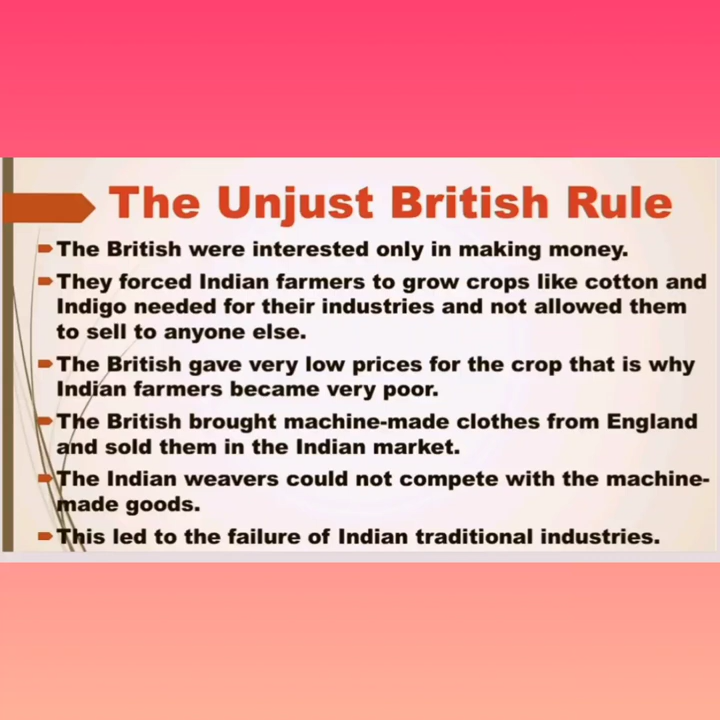 The Unjust British Rule
The British were interested only in making money.
They forced Indian farmers to grow crops like cotton and
Indigo needed for their industries and not allowed them
to sell to anyone else.
The British gave very low prices for the crop that is why
Indian farmers became very poor.
The British brought machine-made clothes from England
and sold them in the Indian market.
The Indian weavers could not compete with the machine-
made goods.
This led to the failure of Indian traditional industries.